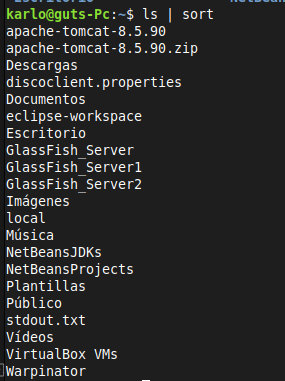 karlo@guts-Pc:~$ ls | sort
apache-tomcat-8.5.90
apache-tomcat-8.5.90.zip
Descargas
discoclient.properties
Documentos
eclipse-workspace
Escritorio
GlassFish_Server
GlassFish_Server1
GlassFish_Server2
Imágenes
local
Música
NetBeansJDKs
NetBeansProjects
Plantillas
Público
stdout.txt
Vídeos
VirtualBox VMs
Warpinator